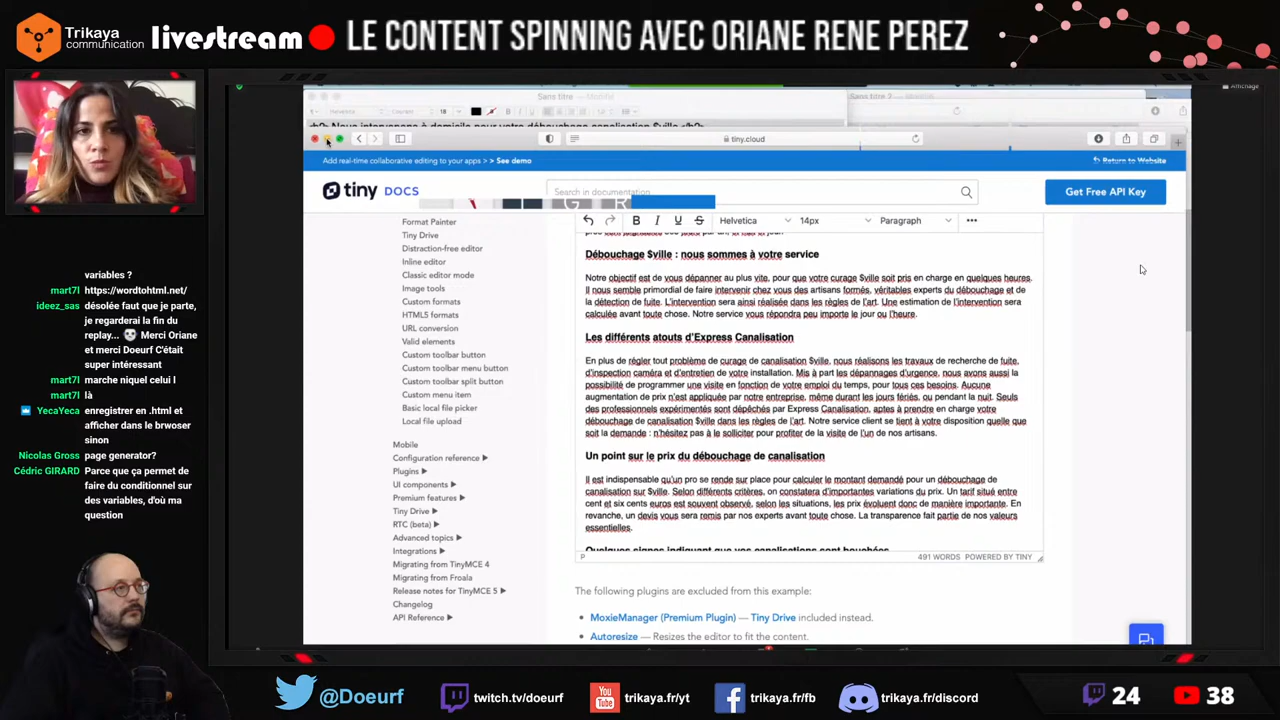 Trikaya
communication
livestream
LE CONTENT SPINNING AVEC ORIANE RENE PEREZ
Affichage
Sans titre
Sans titre 2
Helvetica
18
tiny.cloud
Add real-time collaborative editing to your apps > > See demo
Return to Website
tiny DOCS
Search in documentation
Get Free API Key
Helvetica
14px
Paragraph
Format Painter
Tiny Drive
Distraction-free editor
Inline editor
Classic editor mode
Image tools
Custom formats
HTML5 formats
URL conversion
Valid elements
Custom toolbar button
Custom toolbar menu button
Custom toolbar split button
Custom menu item
Basic local file picker
Local file upload
Mobile
Configuration reference
Plugins
UI components
Premium features
Tiny Drive
RTC (beta)
Advanced topics
Integrations
Migrating from TinyMCE 4
Migrating from Froala
Release notes for TinyMCE 5
Changelog
API Reference
Débouchage $ville : nous sommes à votre service
Notre objectif est de vous dépanner au plus vite, pour que votre curage $ville soit pris en charge en quelques heures.
Il nous semble primordial de faire intervenir chez vous des artisans formés, véritables experts du débouchage et de
la détection de fuite. L'intervention sera ainsi réalisée dans les règles de l'art. Une estimation de l'intervention sera
calculée avant toute chose. Notre service vous répondra peu importe le jour ou l'heure.
Les différents atouts d'Express Canalisation
En plus de régler tout problème de curage de canalisation $ville, nous réalisons les travaux de recherche de fuite,
d'inspection caméra et d'entretien de votre installation. Mis à part les dépannages d'urgence, nous avons aussi la
possibilité de programmer une visite en fonction de votre emploi du temps, pour tous ces besoins. Aucune
augmentation de prix n'est appliquée par notre entreprise, même durant les jours fériés, ou pendant la nuit. Seuls
des professionnels expérimentés sont dépêchés par Express Canalisation, aptes à prendre en charge votre
débouchage de canalisation $ville dans les règles de l'art. Notre service client se tient à votre disposition quelle que
soit la demande : n'hésitez pas à le solliciter pour profiter de la visite de l'un de nos artisans.
Un point sur le prix du débouchage de canalisation
Il est indispensable qu'un pro se rende sur place pour calculer le montant demandé pour un débouchage de
canalisation sur $ville. Selon différents critères, on constatera d'importantes variations du prix. Un tarif situé entre
cent et six cents euros est souvent observé, selon les situations, les prix évoluent donc de manière importante. En
revanche, un devis vous sera remis par nos experts avant toute chose. La transparence fait partie de nos valeurs
essentielles.
Quelques signes indiquant que vos canalisations sont bouchées
P
491 WORDS POWERED BY TINY
The following plugins are excluded from this example:
MoxieManager (Premium Plugin) — Tiny Drive included instead.
Autoresize — Resizes the editor to fit the content.
variables ?
mart7l https://wordtohtml.net/
ideez_sas désolée faut que je parte,
je regarderai la fin du
replay... Merci Oriane
et merci Doeurf C'était
super intéressant
mart7l marche niquel celui l
mart7l là
YecaYeca enregistrer en .html et
afficher dans le brwoser
sinon
Nicolas Gross page generator?
Cédric GIRARD Parce que ça permet de
faire du conditionnel sur
des variables, d'où ma
question
@Doeurf
twitch.tv/doeurf
You Tube trikaya.fr/yt
trikaya.fr/fb
trikaya.fr/discord
24
38